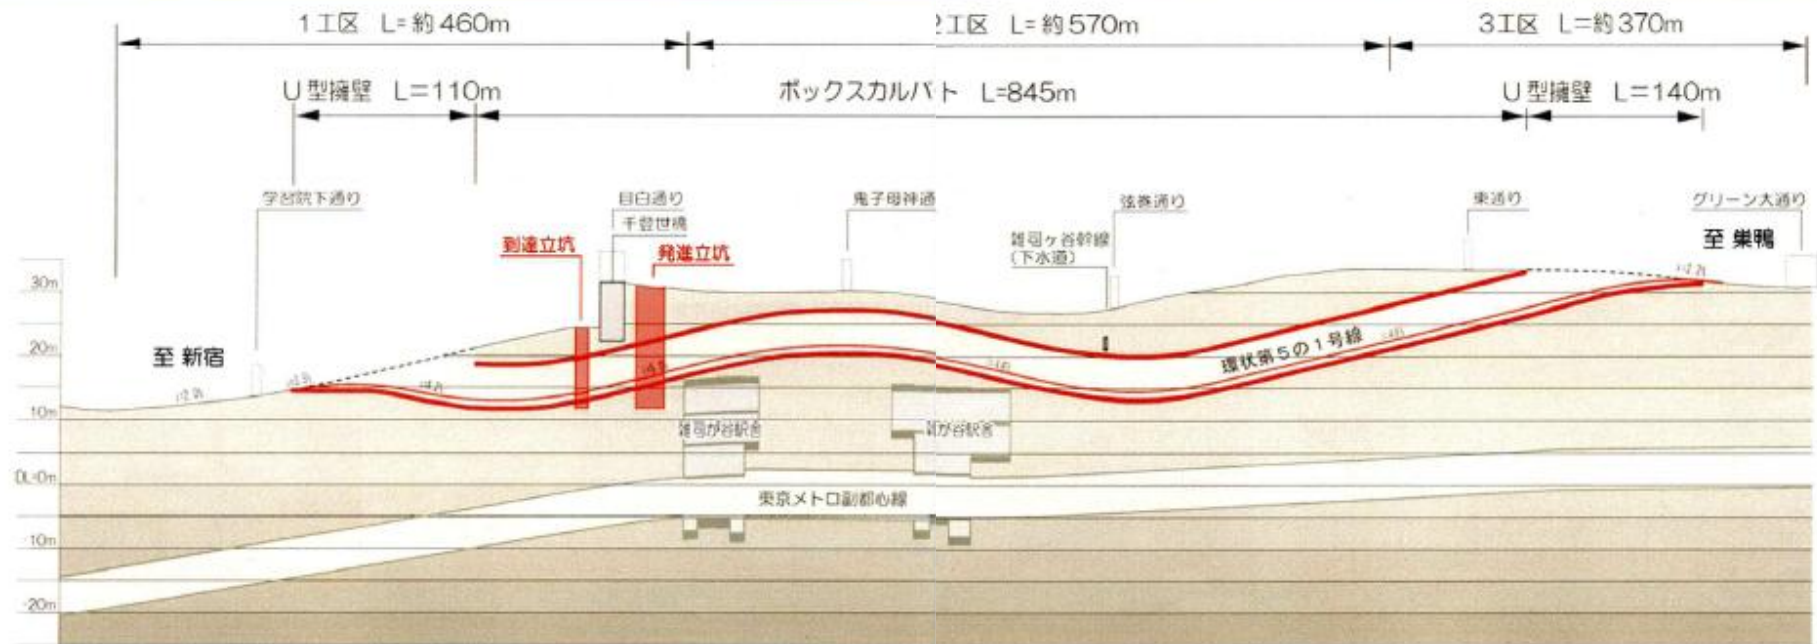 1工区 L=約460m
2工区 L=約570m
3工区 L=約370m
U型擁壁 L=110m
ボックスカルバート L=845m
U型擁壁 L=140m
学習院下通り
目白通り
千登世橋
鬼子母神通
弦巻通り
雑司ヶ谷幹線
(下水道)
東通り
グリーン大通り
到達立坑
発進立坑
至 新宿
至 巣鴨
環状第5の1号線
雑司が谷駅舎
が谷駅舎
東京メトロ副都心線
30m
20m
10m
DL=0m
-10m
-20m